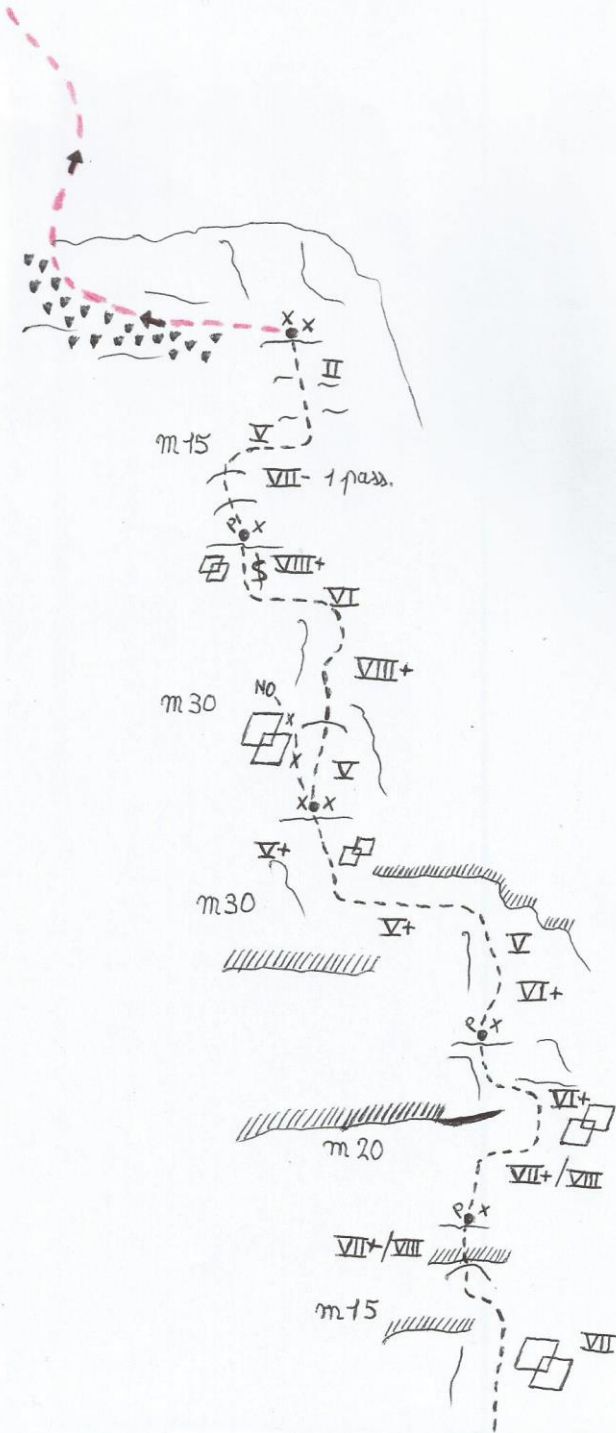 X X
II
V
m 15
VII- 1 pass.
P X
$ VIII+
VI
VIII+
NO
m 30
X
X
V
X X
V+
m 30
V+
V
VI+
P X
VI+
m 20
VII+/VIII
P X
VII+/VIII
m 15
VII